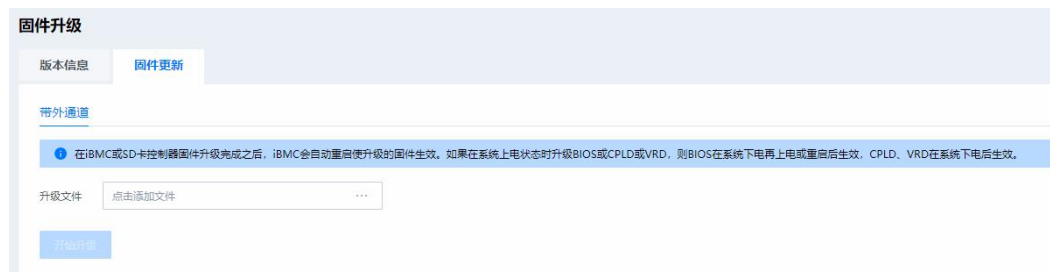 固件升级
版本信息 固件更新
带外通道
在iBMC或SD卡控制器固件升级完成之后，iBMC会自动重启使升级的固件生效。如果在系统上电状态时升级BIOS或CPLD或VRD，则BIOS在系统下电再上电或重启后生效，CPLD、VRD在系统下电后生效。
升级文件 点击添加文件 ...
开始升级